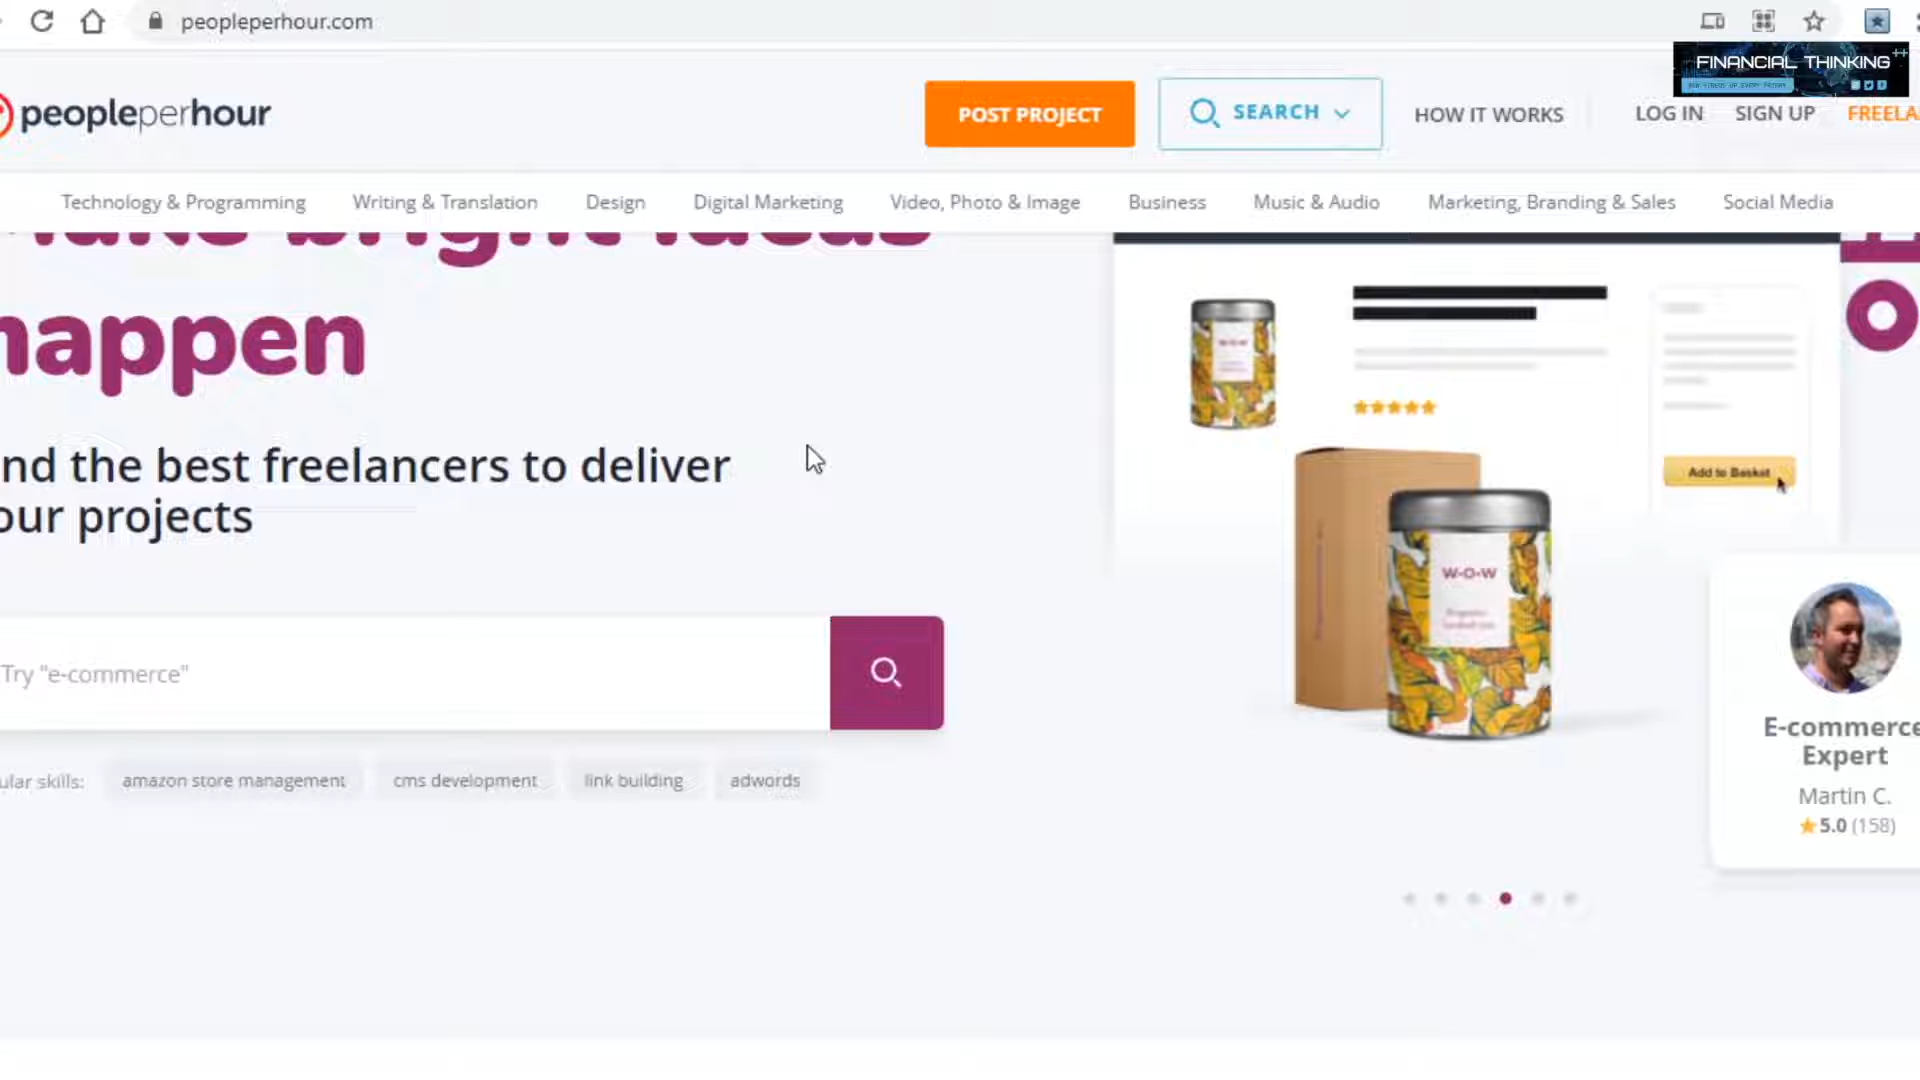 peopleperhour.com
FINANCIAL THINKING
peopleperhour
POST PROJECT
SEARCH
HOW IT WORKS
LOG IN
SIGN UP
FREELA
Technology & Programming
Writing & Translation
Design
Digital Marketing
Video, Photo & Image
Business
Music & Audio
Marketing, Branding & Sales
Social Media
make bright ideas
happen
nd the best freelancers to deliver
our projects
Try "e-commerce"
ular skills:
amazon store management
cms development
link building
adwords
Add to Basket
W-O-W
W-O-W
E-commerce
Expert
Martin C.
5.0 (158)